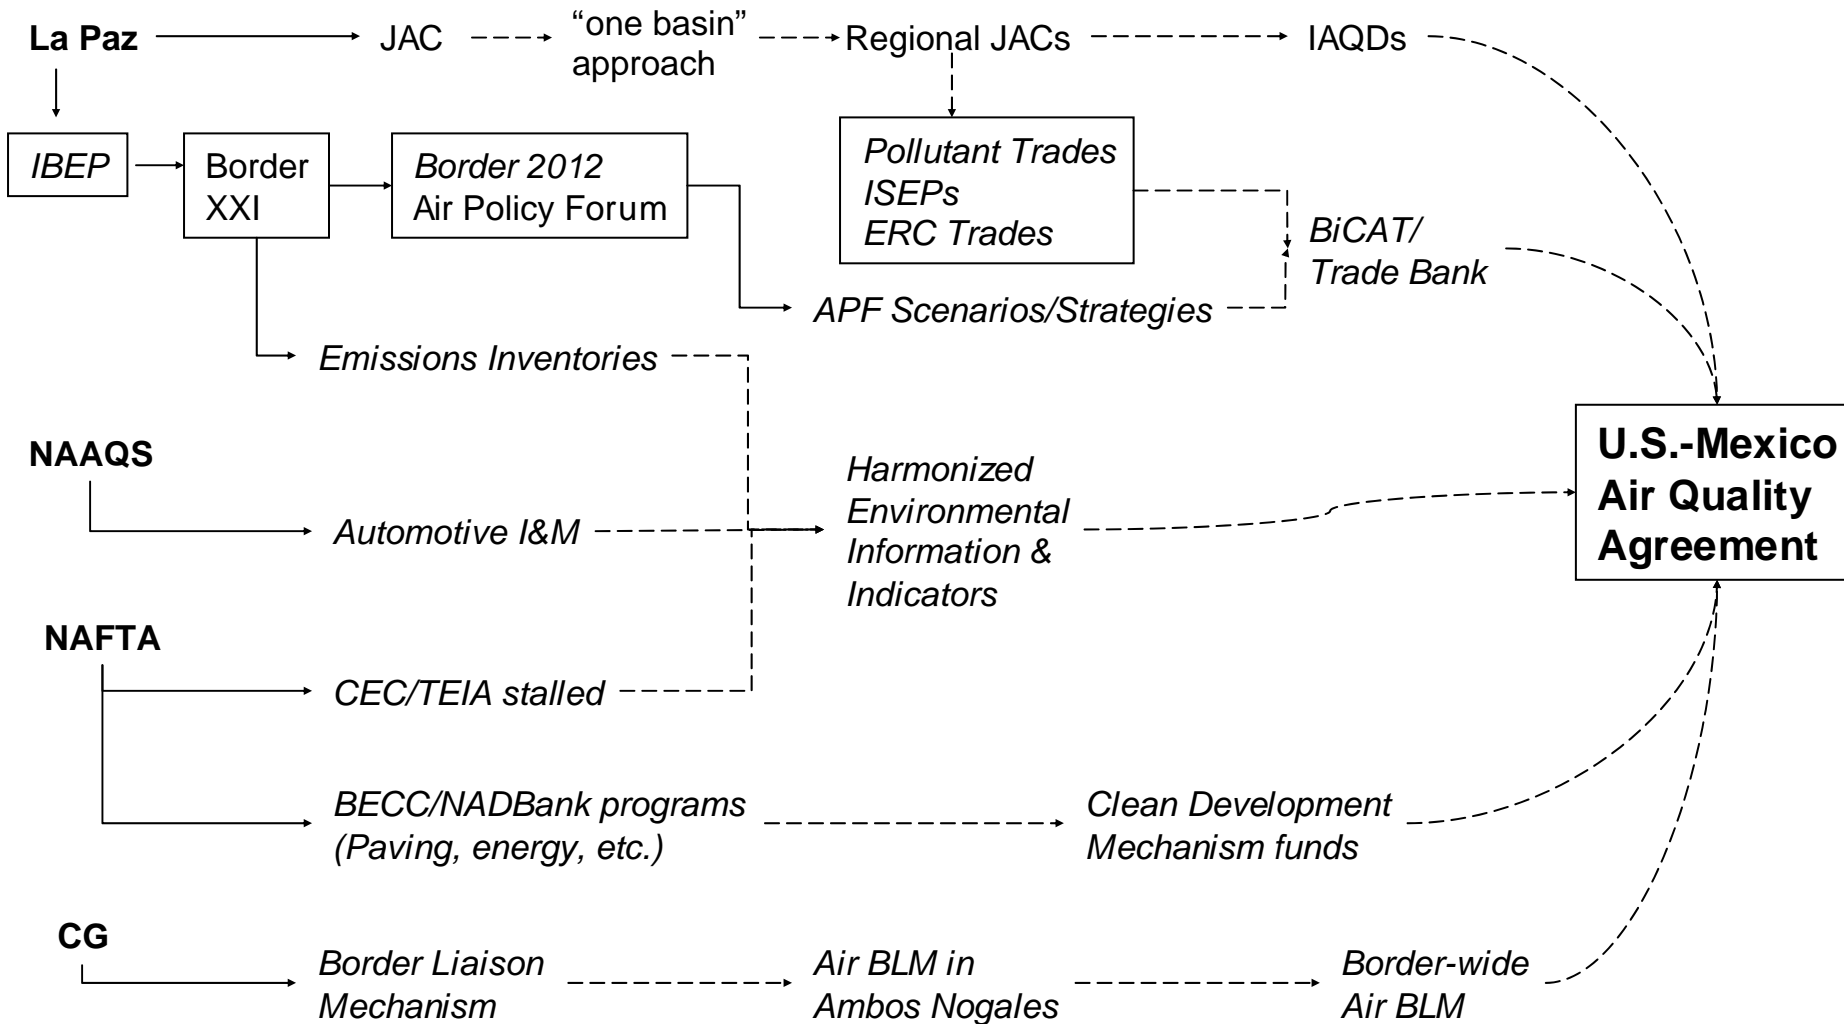 La Paz
JAC
“one basin”
approach
Regional JACs
IAQDs
IBEP
Border
XXI
Border 2012
Air Policy Forum
Pollutant Trades
ISEPs
ERC Trades
BiCAT/
Trade Bank
APF Scenarios/Strategies
Emissions Inventories
NAAQS
Automotive I&M
Harmonized
Environmental
Information &
Indicators
U.S.-Mexico
Air Quality
Agreement
NAFTA
CEC/TEIA stalled
BECC/NADBank programs
(Paving, energy, etc.)
Clean Development
Mechanism funds
CG
Border Liaison
Mechanism
Air BLM in
Ambos Nogales
Border-wide
Air BLM